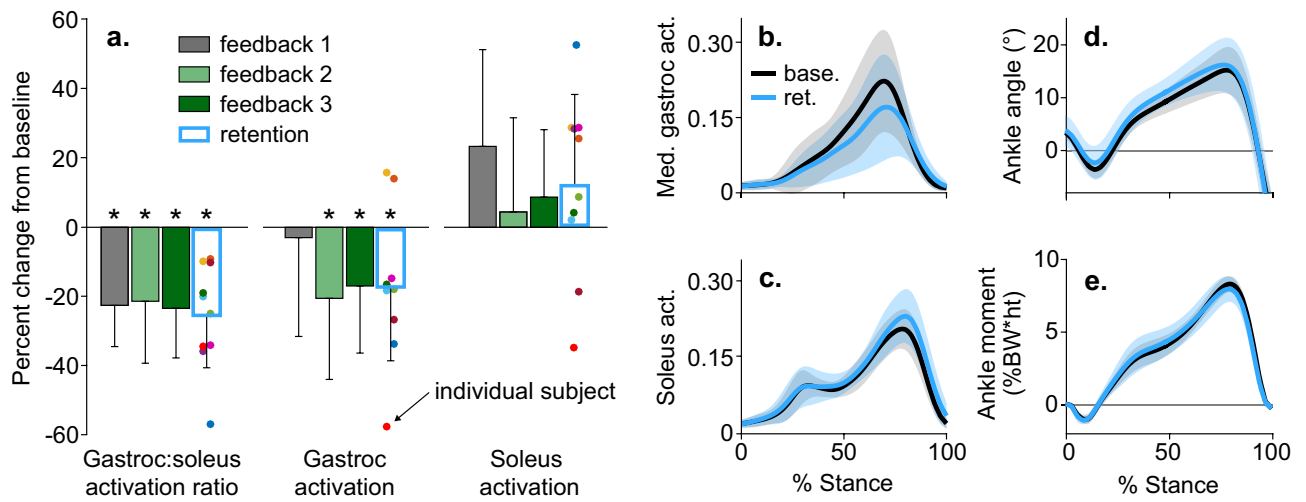 a.
feedback 1
feedback 2
feedback 3
retention
Percent change from baseline
60
40
20
0
-20
-40
-60
* * * *
* * *
individual subject
Gastroc:soleus
activation ratio
Gastroc
activation
Soleus
activation
b.
base.
ret.
Med. gastroc act.
0.30
0.15
0
c.
Soleus act.
0.30
0.15
0
0 50 100
% Stance
d.
Ankle angle (°)
20
10
0
e.
Ankle moment
(%BW*ht)
10
5
0
0 50 100
% Stance